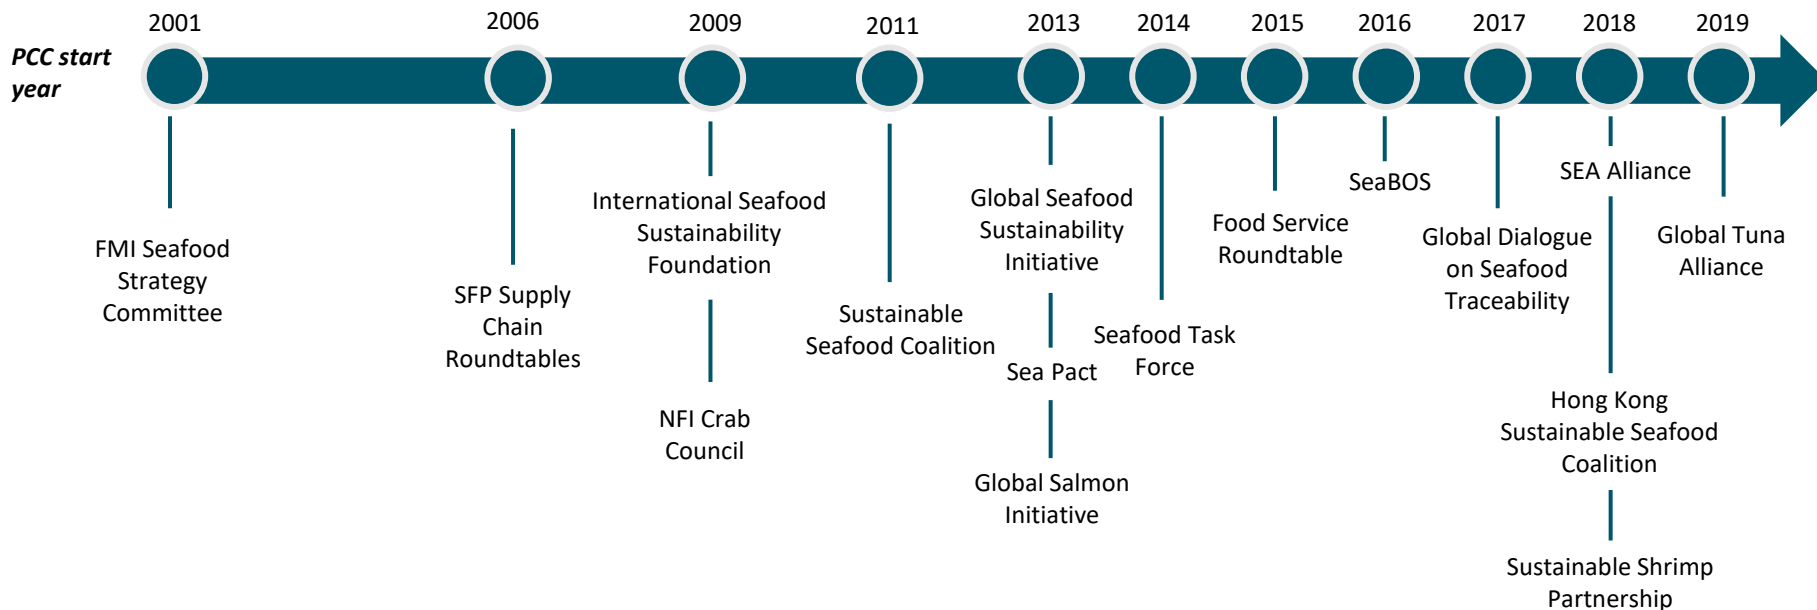 2001
2006
2009
2011
2013
2014
2015
2016
2017
2018
2019
PCC start
year
FMI Seafood
Strategy
Committee
SFP Supply
Chain
Roundtables
International Seafood
Sustainability
Foundation
NFI Crab
Council
Sustainable
Seafood Coalition
Global Seafood
Sustainability
Initiative
Sea Pact
Global Salmon
Initiative
Seafood Task
Force
Food Service
Roundtable
SeaBOS
Global Dialogue
on Seafood
Traceability
SEA Alliance
Hong Kong
Sustainable Seafood
Coalition
Sustainable Shrimp
Partnership
Global Tuna
Alliance